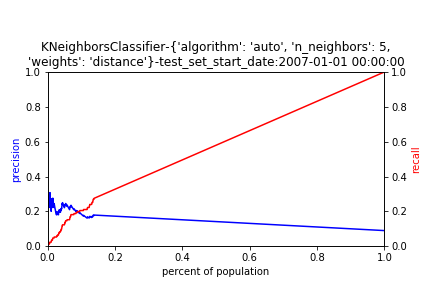 KNeighborsClassifier-{'algorithm': 'auto', 'n_neighbors': 5,
'weights': 'distance'}-test_set_start_date:2007-01-01 00:00:00
1.0
0.8
0.6
0.4
0.2
0.0
precision
1.0
0.8
0.6
0.4
0.2
0.0
recall
0.0 0.2 0.4 0.6 0.8 1.0
percent of population